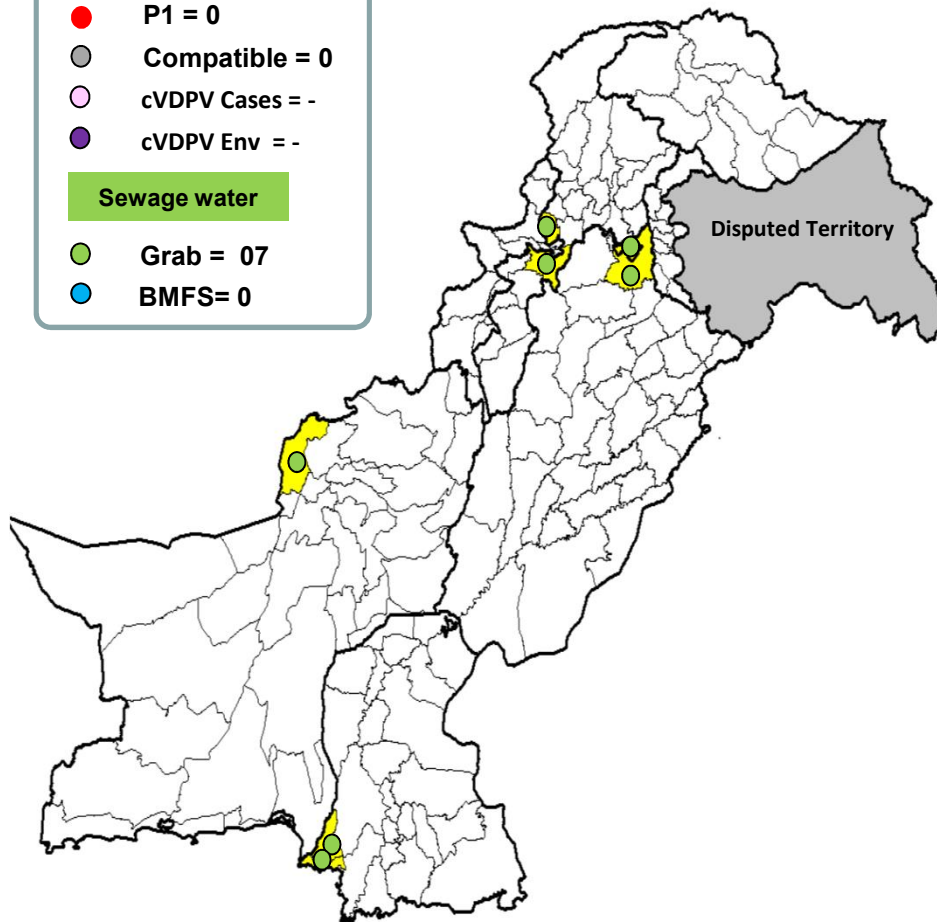 P1 = 0
Compatible = 0
cVDPV Cases = -
cVDPV Env = -
Sewage water
Grab = 07
BMFS= 0
Disputed Territory